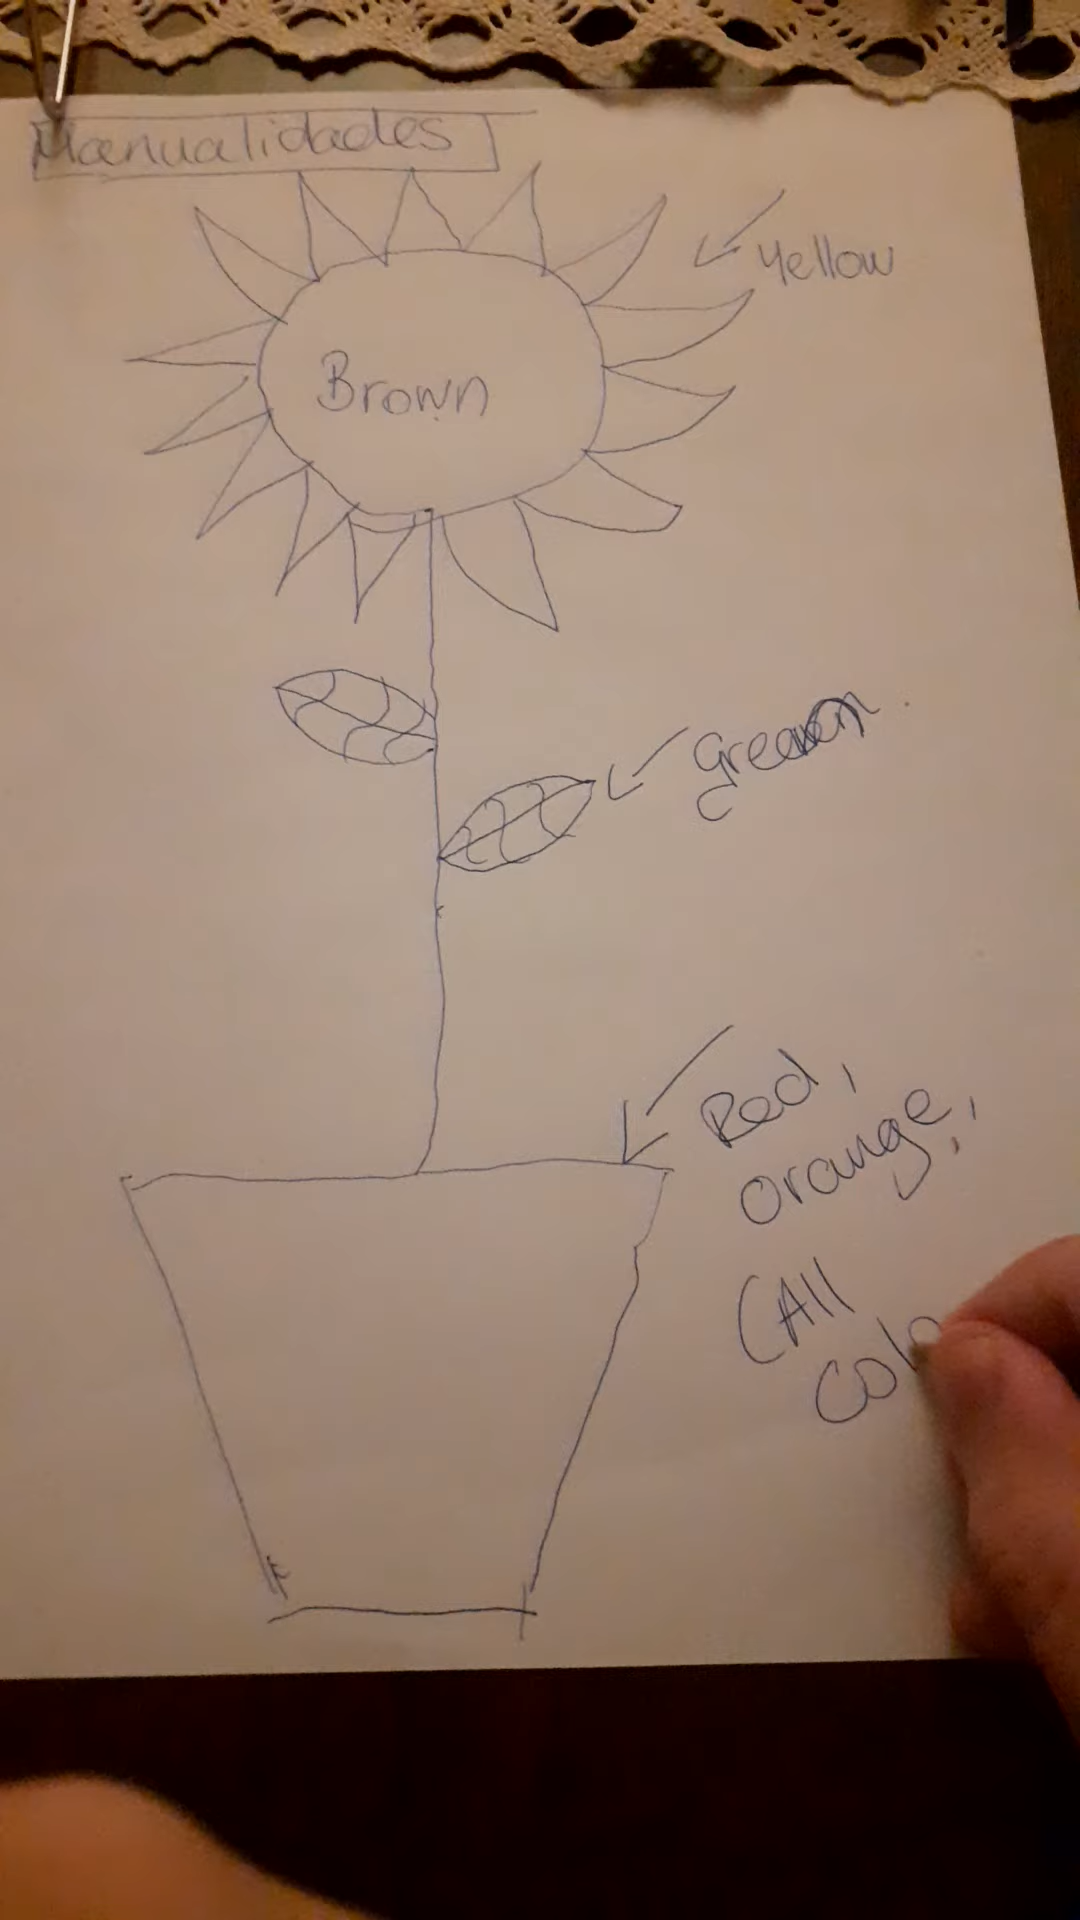 Manualidades
Yellow
Brown
Green
Red,
orange,
(All